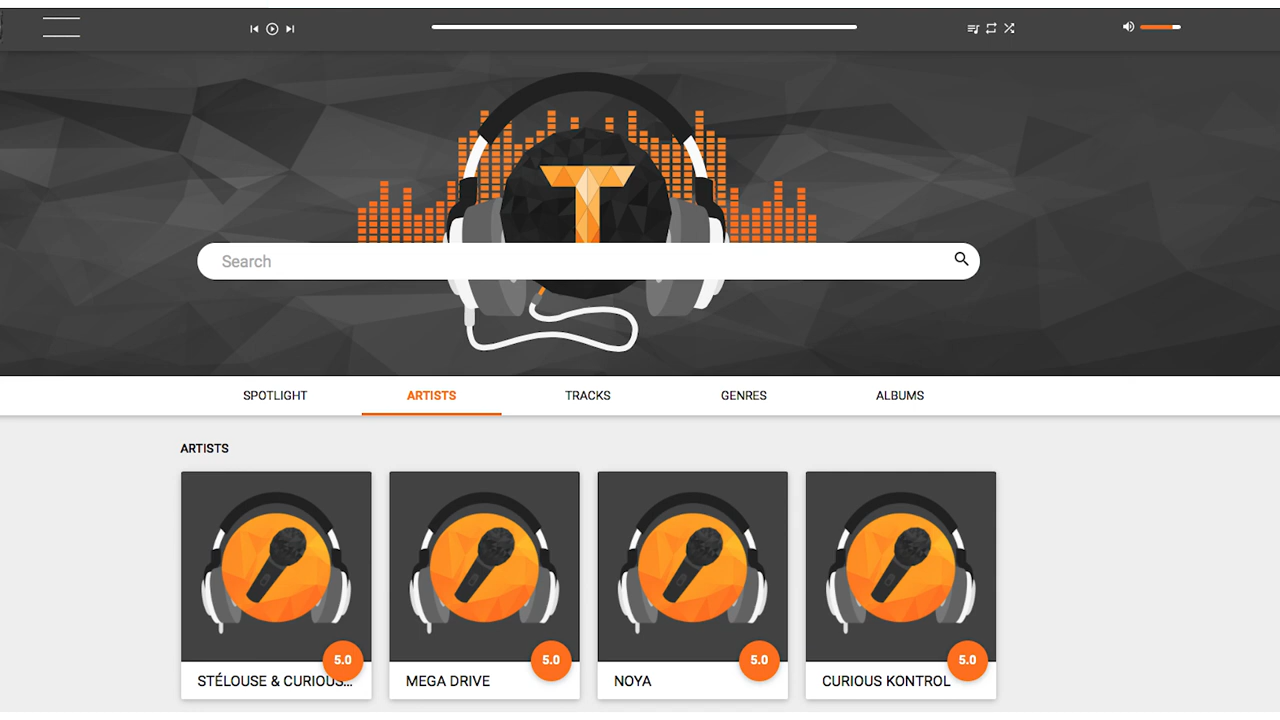 T
Search
SPOTLIGHT ARTISTS TRACKS GENRES ALBUMS
ARTISTS
5.0 5.0 5.0 5.0
STÉLOUSE & CURIOUS... MEGA DRIVE NOYA CURIOUS KONTROL